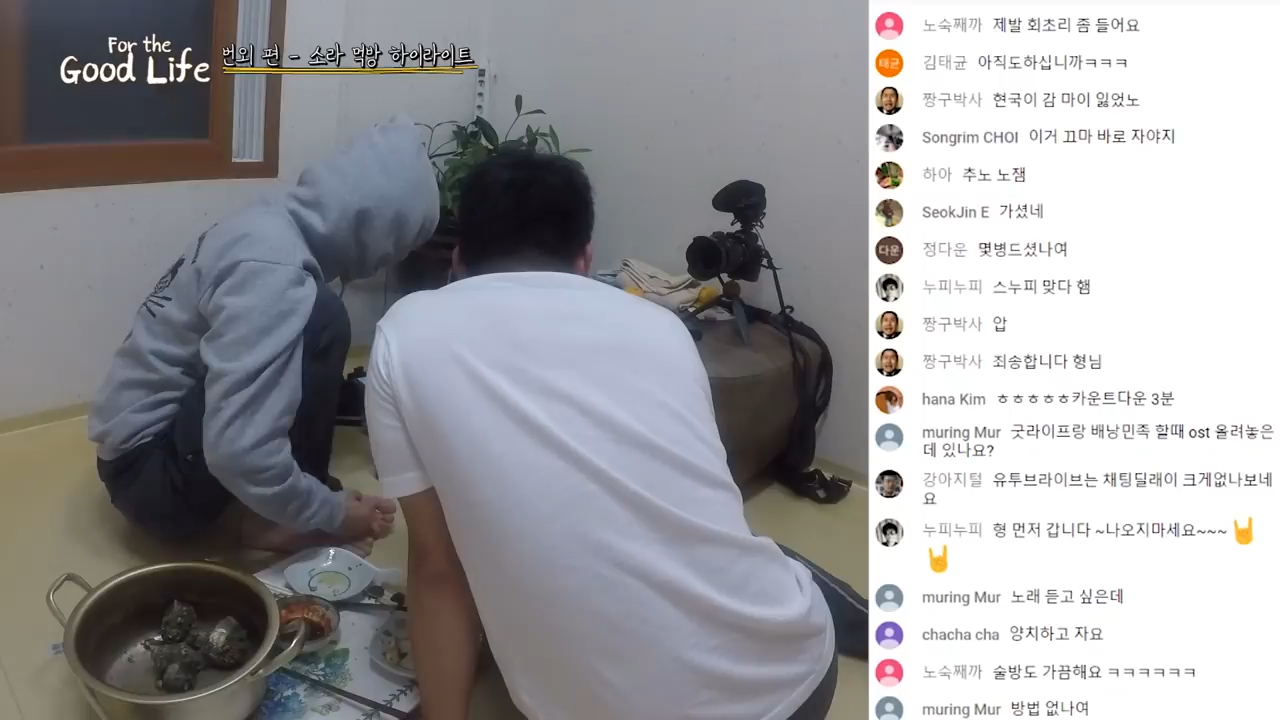 For the
Good Life
번외 편 - 소라 먹방 하이라이트
노숙째까 제발 회초리 좀 들어요
태균
김태균 아직도하십니까ㅋㅋㅋ
짱구박사 현국이 감 마이 잃었노
Songrim CHOI 이거 끄마 바로 자야지
하아 추노 노잼
SeokJin E 가셨네
다운
정다운 몇병드셨나여
누피누피 스누피 맞다 햄
짱구박사 압
짱구박사 죄송합니다 형님
hana Kim ㅎㅎㅎㅎㅎ카운트다운 3분
muring Mur 굿라이프랑 배낭민족 할때 ost 올려놓은
데 있나요?
강아지털 유투브라이브는 채팅딜래이 크게없나보네
요
누피누피 형 먼저 갑니다 ~나오지마세요~~~ 🤘
🤘
muring Mur 노래 듣고 싶은데
chacha cha 양치하고 자요
노숙째까 술방도 가끔해요 ㅋㅋㅋㅋㅋㅋ
muring Mur 방법 없나여